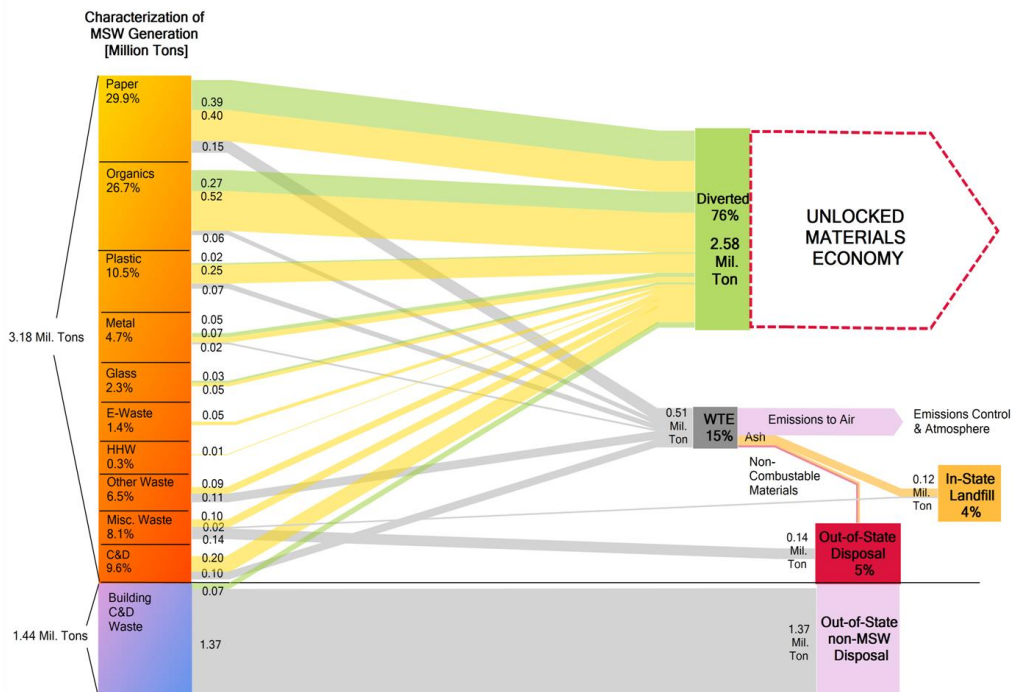 Characterization of
MSW Generation
[Million Tons]
3.18 Mil. Tons
1.44 Mil. Tons
Paper
29.9%
0.39
0.40
0.15
Organics
26.7%
0.27
0.52
0.06
Plastic
10.5%
0.02
0.25
0.07
Metal
4.7%
0.05
0.07
0.02
Glass
2.3%
0.03
0.05
E-Waste
1.4%
0.05
HHW
0.3%
0.01
Other Waste
6.5%
0.09
0.11
Misc. Waste
8.1%
0.10
0.02
0.14
C&D
9.6%
0.20
0.10
Building
C&D
Waste
0.07
1.37
Diverted
76%
2.58
Mil.
Ton
UNLOCKED
MATERIALS
ECONOMY
0.51
Mil.
Ton
WTE
15%
Emissions to Air
Emissions Control
& Atmosphere
Ash
Non-
Combustable
Materials
0.12
Mil.
Ton
In-State
Landfill
4%
0.14
Mil.
Ton
Out-of-State
Disposal
5%
1.37
Mil.
Ton
Out-of-State
non-MSW
Disposal